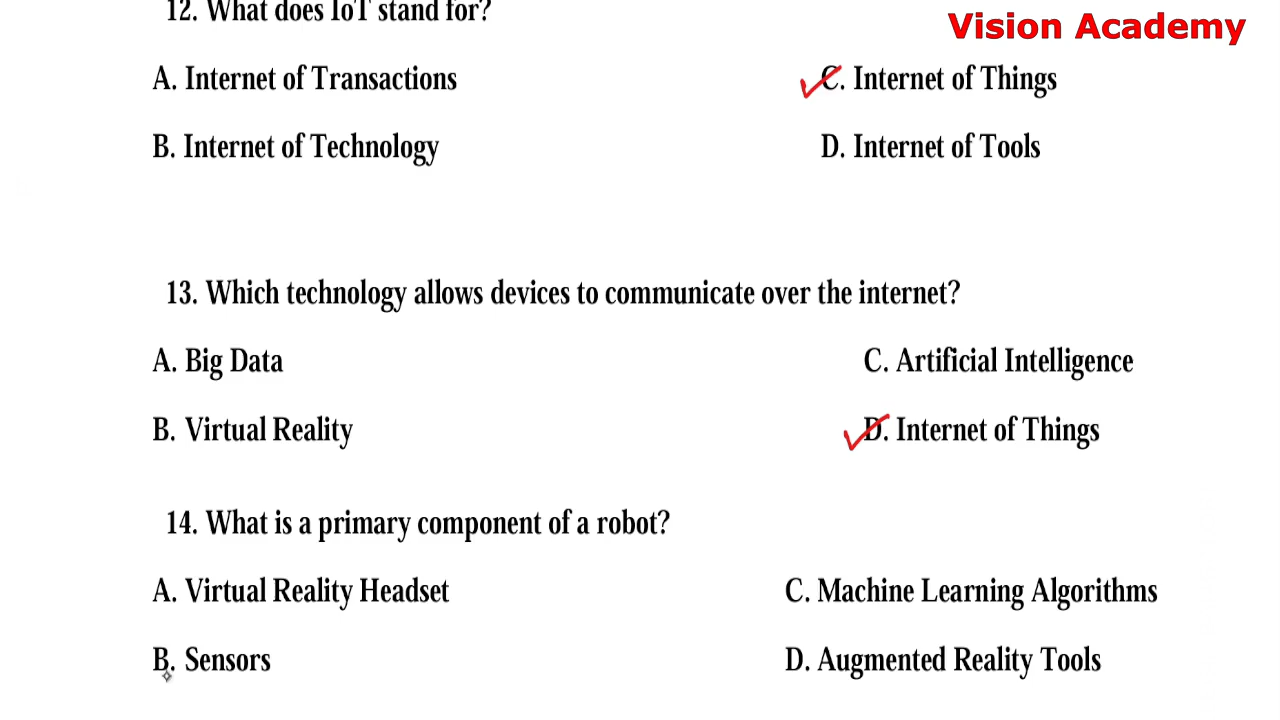 12. What does IoT stand for?
Vision Academy
A. Internet of Transactions
C. Internet of Things
B. Internet of Technology
D. Internet of Tools
13. Which technology allows devices to communicate over the internet?
A. Big Data
C. Artificial Intelligence
B. Virtual Reality
D. Internet of Things
14. What is a primary component of a robot?
A. Virtual Reality Headset
C. Machine Learning Algorithms
B. Sensors
D. Augmented Reality Tools